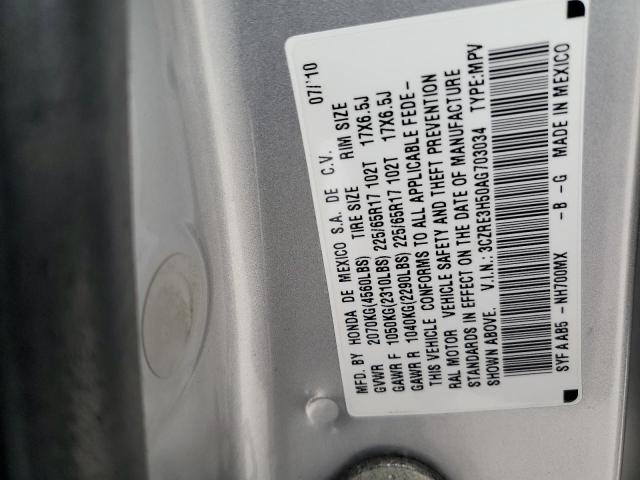 07/'10
MFD. BY HONDA DE MEXICO S.A. DE C.V.
GVWR 2070KG(4560LBS) TIRE SIZE RIM SIZE
GAWR F 1050KG(2310LBS) 225/65R17 102T 17X6.5J
GAWR R 1040KG(2290LBS) 225/65R17 102T 17X6.5J
THIS VEHICLE CONFORMS TO ALL APPLICABLE FEDE-
RAL MOTOR VEHICLE SAFETY AND THEFT PREVENTION
STANDARDS IN EFFECT ON THE DATE OF MANUFACTURE
SHOWN ABOVE. V.I.N.: 3CZRE3H50AG703034 TYPE:MPV
SYF AAB5 -NH700MX -B -G MADE IN MEXICO